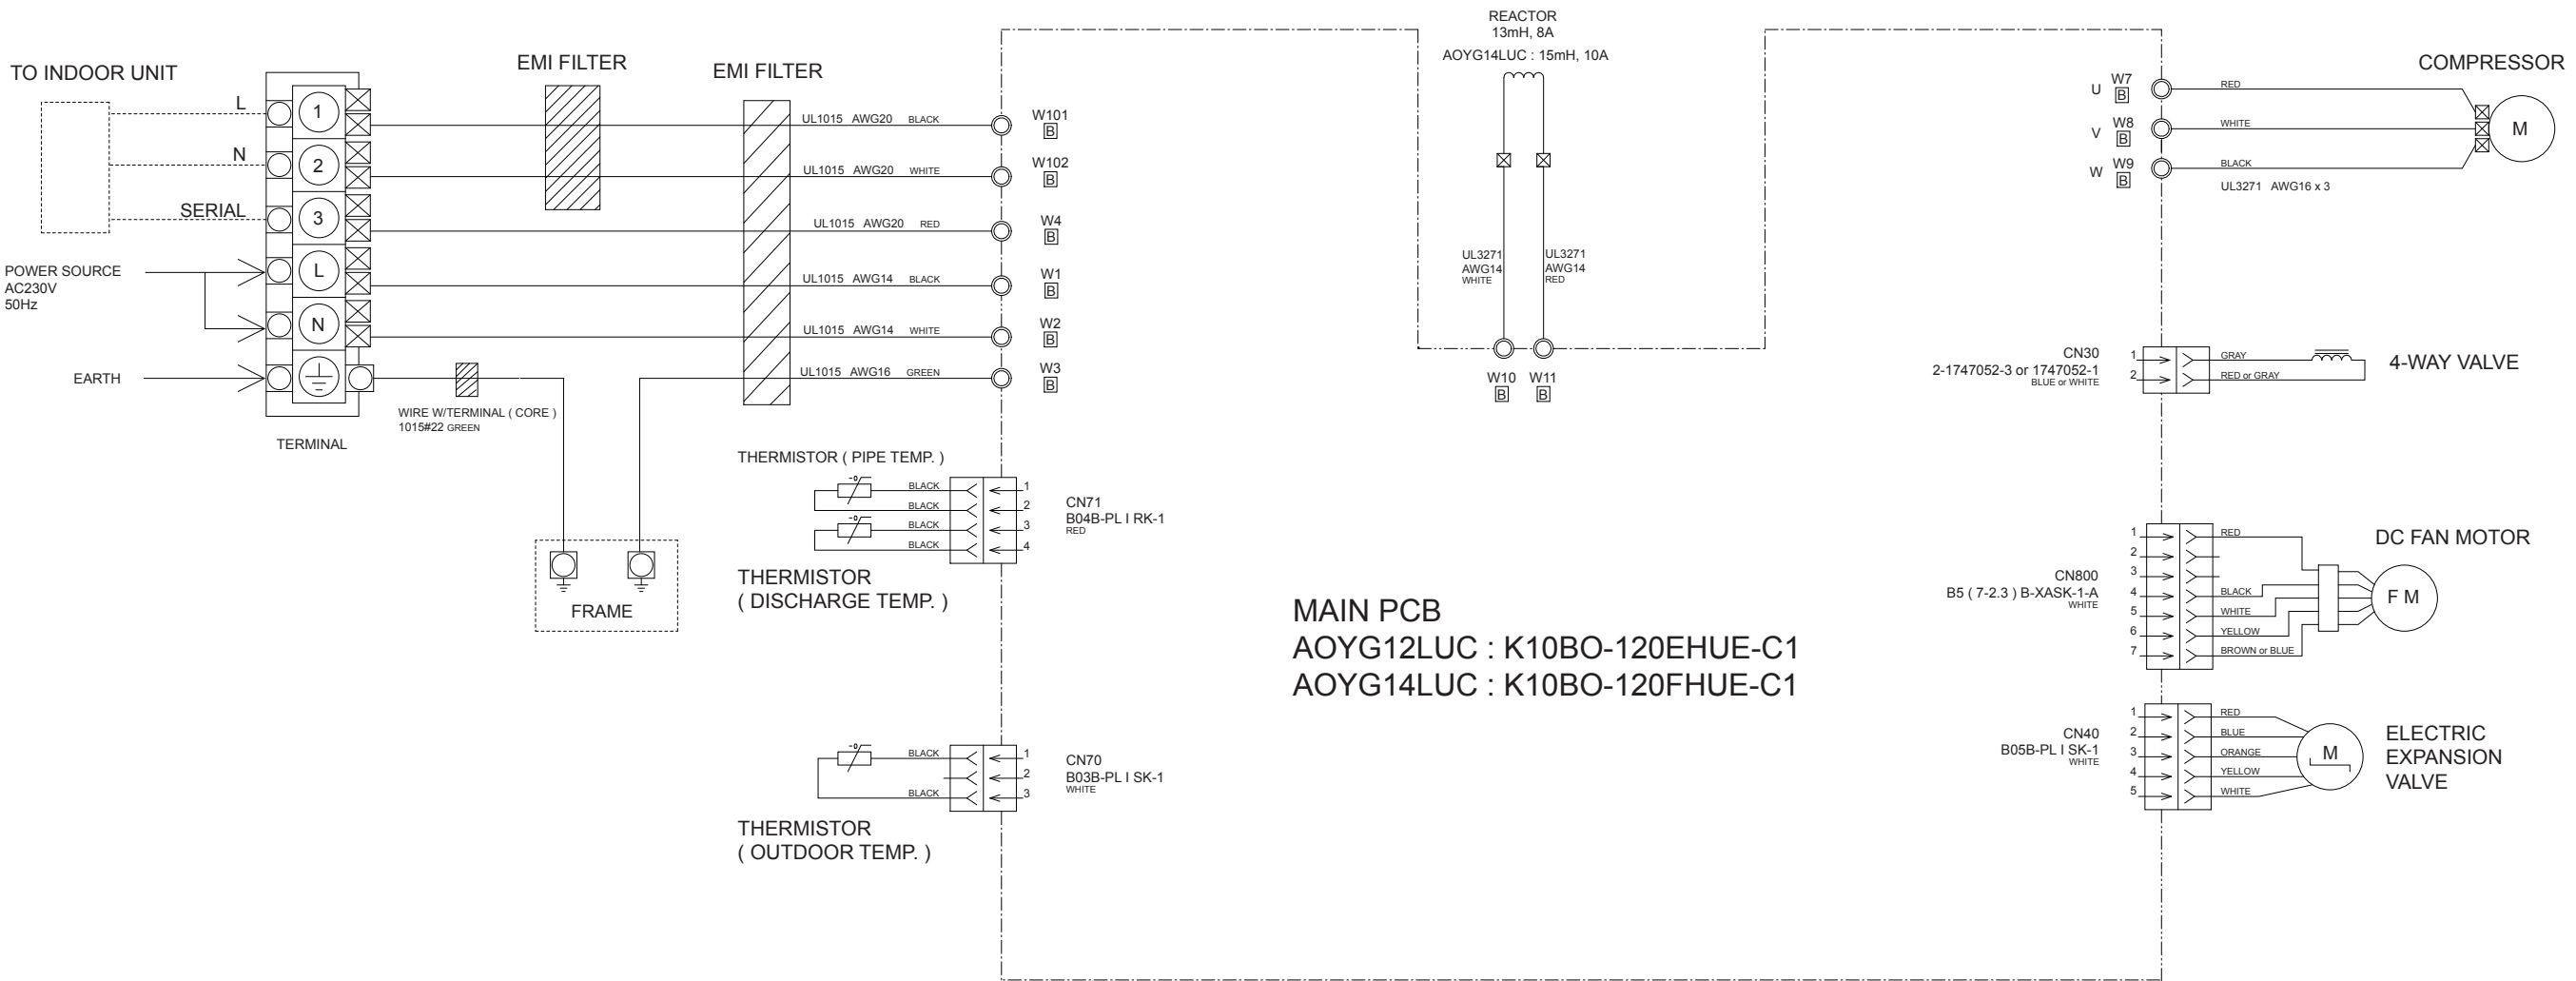 TO INDOOR UNIT
L
N
SERIAL
POWER SOURCE
AC230V
50Hz
EARTH
1
2
3
L
N
TERMINAL
EMI FILTER
EMI FILTER
WIRE W/TERMINAL ( CORE )
1015#22 GREEN
FRAME
UL1015 AWG20 BLACK
UL1015 AWG20 WHITE
UL1015 AWG20 RED
UL1015 AWG14 BLACK
UL1015 AWG14 WHITE
UL1015 AWG16 GREEN
W101
B
W102
B
W4
B
W1
B
W2
B
W3
B
THERMISTOR ( PIPE TEMP. )
BLACK
BLACK
BLACK
BLACK
1
2
3
4
CN71
B04B-PL I RK-1
RED
THERMISTOR
( DISCHARGE TEMP. )
BLACK
BLACK
1
2
3
CN70
B03B-PL I SK-1
WHITE
THERMISTOR
( OUTDOOR TEMP. )
REACTOR
13mH, 8A
AOYG14LUC : 15mH, 10A
UL3271
AWG14
WHITE
UL3271
AWG14
RED
W10
B
W11
B
MAIN PCB
AOYG12LUC : K10BO-120EHUE-C1
AOYG14LUC : K10BO-120FHUE-C1
COMPRESSOR
U
W7
B
RED
V
W8
B
WHITE
W
W9
B
BLACK
UL3271 AWG16 x 3
M
CN30
2-1747052-3 or 1747052-1
BLUE or WHITE
1
2
GRAY
RED or GRAY
4-WAY VALVE
CN800
B5 ( 7-2.3 ) B-XASK-1-A
WHITE
1
2
3
4
5
6
7
RED
BLACK
WHITE
YELLOW
BROWN or BLUE
DC FAN MOTOR
F M
CN40
B05B-PL I SK-1
WHITE
1
2
3
4
5
RED
BLUE
ORANGE
YELLOW
WHITE
M
ELECTRIC
EXPANSION
VALVE